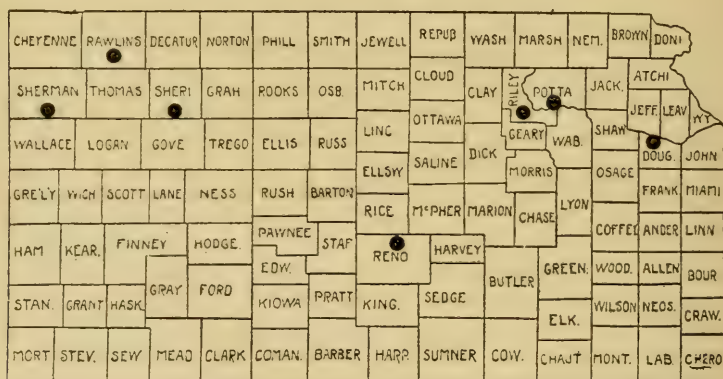 CHEYENNE RAWLINS DECATUR NORTON PHILL SMITH JEWELL REPUB WASH MARSH NEM. BROWN DONI
SHERMAN THOMAS SHERI GRAH ROOKS OSB. MITCH CLOUD CLAY RILEY POTTA JACK. ATCHI
JEFF. LEAV WY
WALLACE LOGAN GOVE TREGO ELLIS RUSS LINC OTTAWA DICK GEARY WAB. SHAW DOUG. JOHN
ELLSW SALINE MORRIS OSAGE
GRE'LY WICH SCOTT LANE NESS RUSH BARTON RICE McPHER MARION CHASE LYON FRANK MIAMI
HAM KEAR. FINNEY HODGE. PAWNEE STAF RENO HARVEY COFFEE ANDER LINN
EDW. BUTLER GREEN. WOOD. ALLEN BOUR
STAN. GRANT HASK. GRAY FORD KIOWA PRATT KING. SEDGE ELK. WILSON NEOS. CRAW.
MORT STEV. SEW MEAD CLARK COMAN. BARBER HARP. SUMNER COW. CHAUT MONT. LAB. CHERO